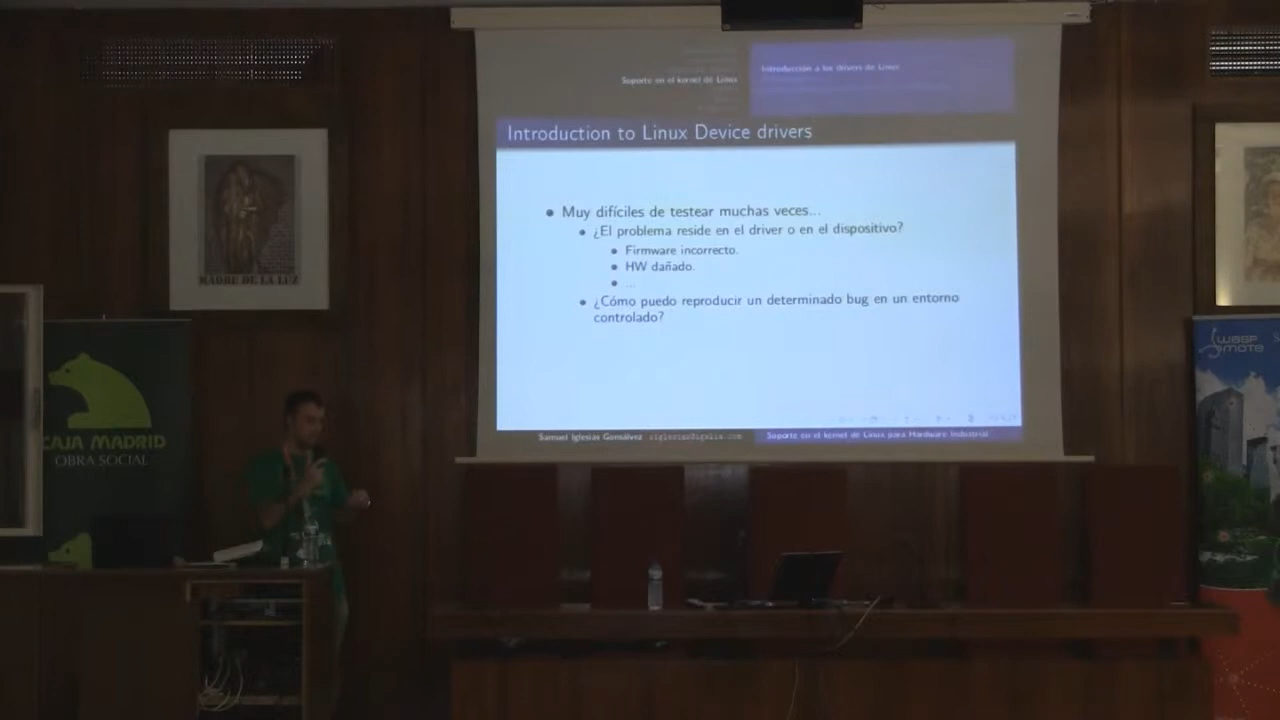 Soporte en el kernel de Linux
Introducción a los drivers de Linux
Introduction to Linux Device drivers
Muy difíciles de testear muchas veces...
¿El problema reside en el driver o en el dispositivo?
Firmware incorrecto.
HW dañado.
...
¿Cómo puedo reproducir un determinado bug en un entorno
controlado?
Samuel Iglesias Gonsálvez siglesias@igalia.com
Soporte en el kernel de Linux para Hardware Industrial
MADRE DE LA LUZ
CAJA MADRID
OBRA SOCIAL